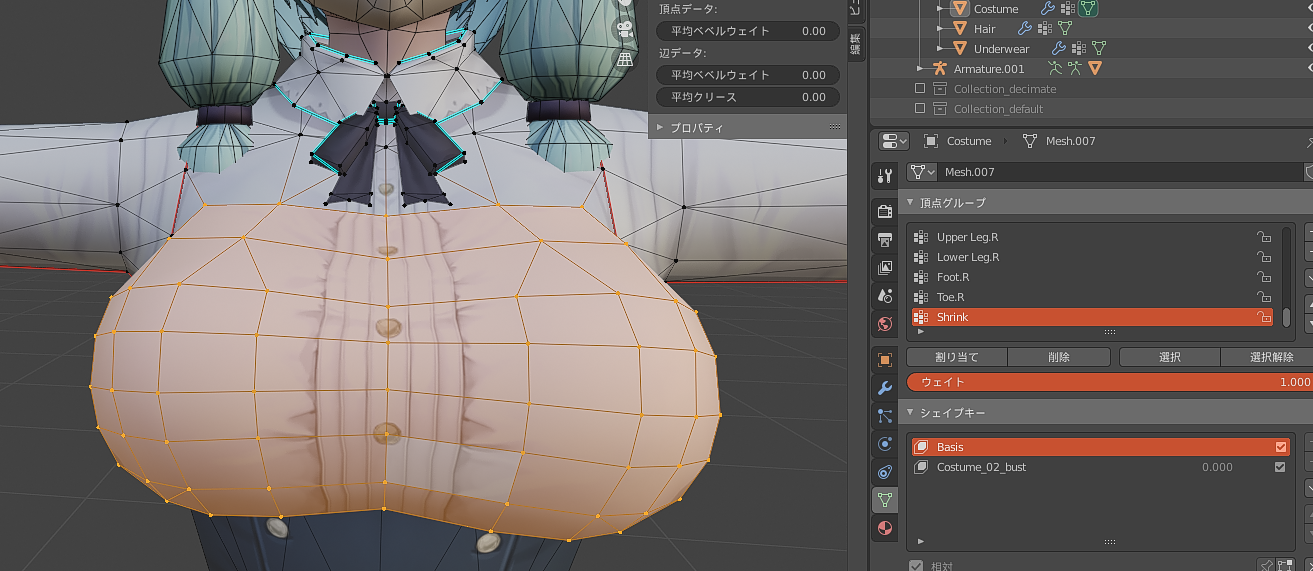 頂点データ:
平均ベベルウェイト 0.00
辺データ:
平均ベベルウェイト 0.00
平均クリース 0.00
プロパティ
編集
Costume
Hair
Underwear
Armature.001
Collection_decimate
Collection_default
Costume Mesh.007
Mesh.007
頂点グループ
Upper Leg.R
Lower Leg.R
Foot.R
Toe.R
Shrink
割り当て 削除 選択 選択解除
ウェイト 1.000
シェイプキー
Basis
Costume_02_bust 0.000
相対